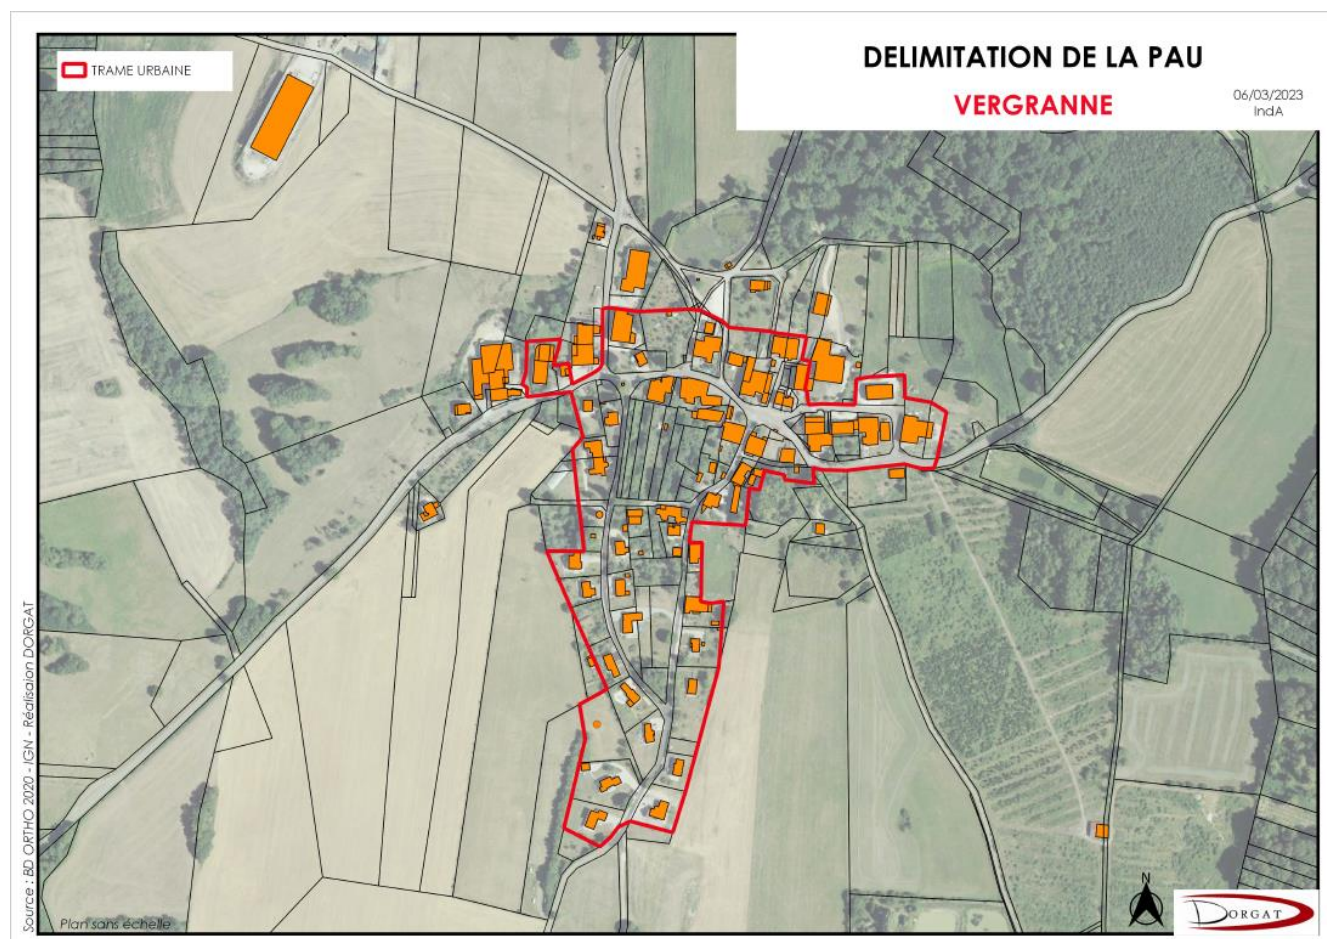 TRAME URBAINE
DELIMITATION DE LA PAU
VERGRANNE
06/03/2023
IndA
Source : BD ORTHO 2020 - IGN - Réalisaion DORGAT
Plan sans échelle
N
DORGAT